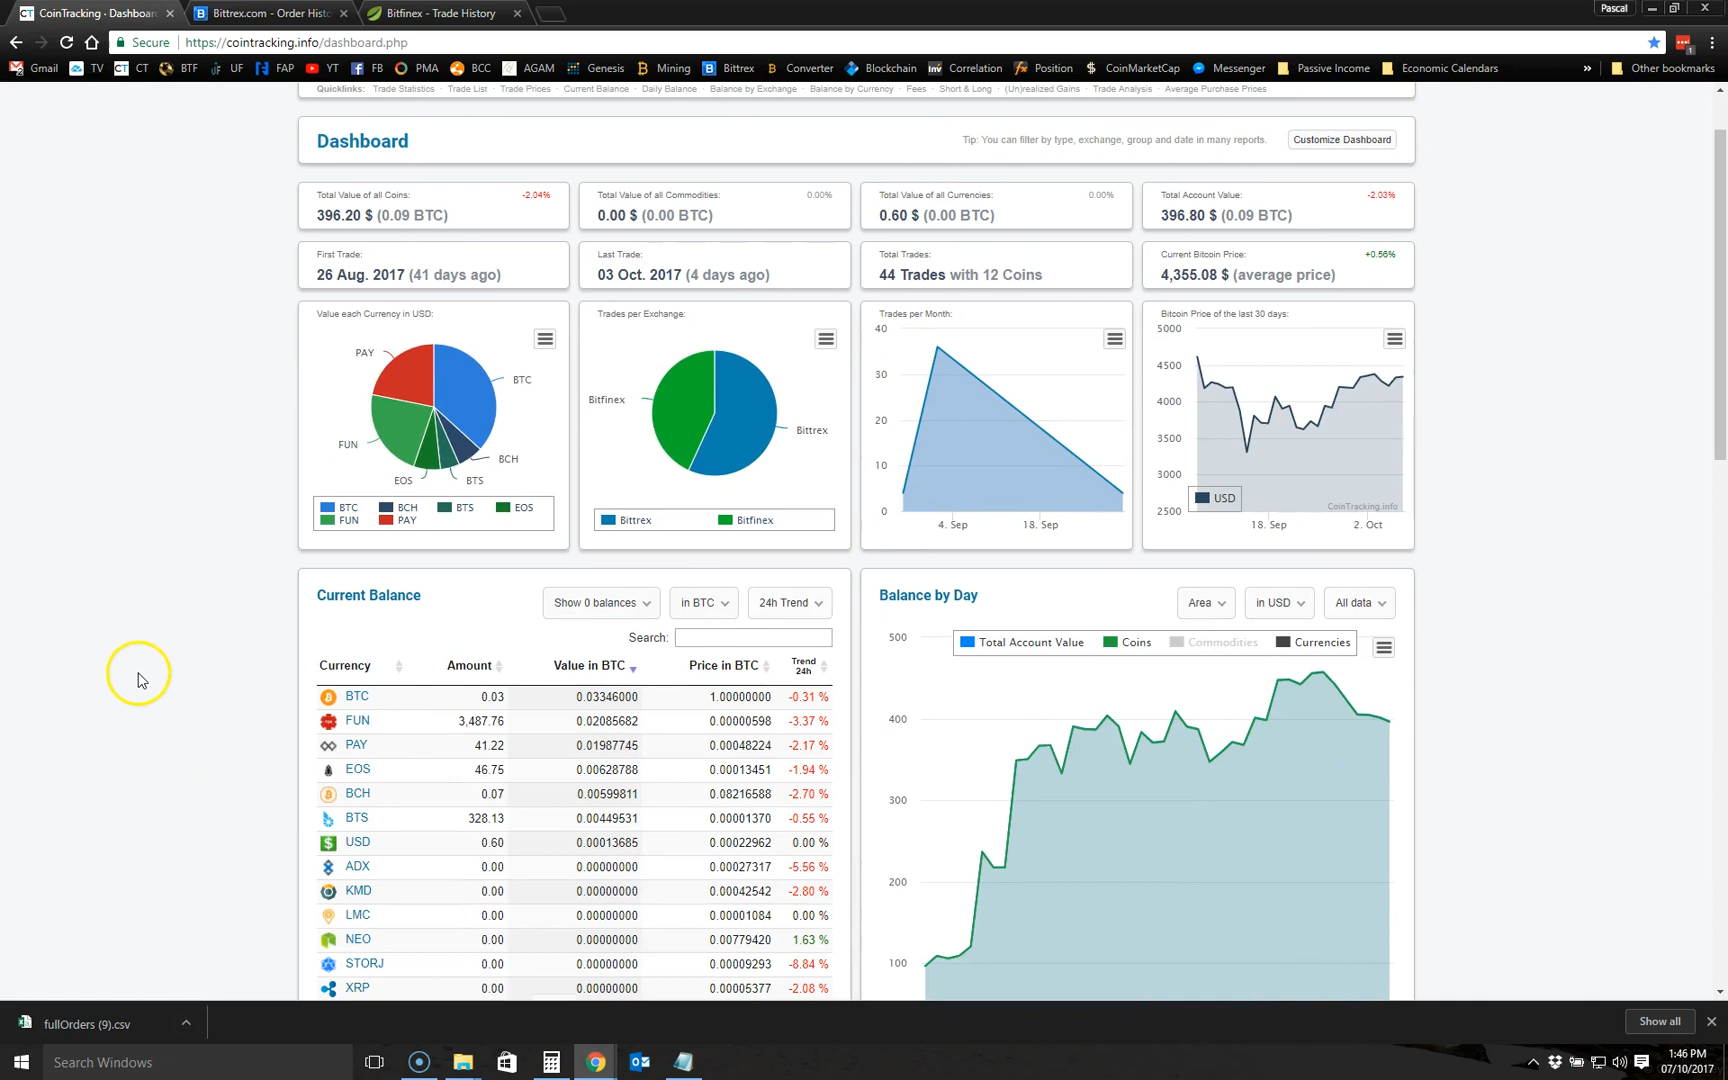 CoinTracking · Dashboar
Bittrex.com - Order Histo
Bitfinex - Trade History
Pascal
Secure
https://cointracking.info/dashboard.php
Gmail
TV
CT
BTF
UF
FAP
YT
FB
PMA
BCC
AGAM
Genesis
Mining
Bittrex
Converter
Blockchain
Correlation
Position
CoinMarketCap
Messenger
Passive Income
Economic Calendars
»
Other bookmarks
Quicklinks: Trade Statistics · Trade List · Trade Prices · Current Balance · Daily Balance · Balance by Exchange · Balance by Currency · Fees · Short & Long · (Un)realized Gains · Trade Analysis · Average Purchase Prices
Dashboard
Tip: You can filter by type, exchange, group and date in many reports.
Customize Dashboard
Total Value of all Coins: -2.04%
396.20 $ (0.09 BTC)
Total Value of all Commodities: 0.00%
0.00 $ (0.00 BTC)
Total Value of all Currencies: 0.00%
0.60 $ (0.00 BTC)
Total Account Value: -2.03%
396.80 $ (0.09 BTC)
First Trade:
26 Aug. 2017 (41 days ago)
Last Trade:
03 Oct. 2017 (4 days ago)
Total Trades:
44 Trades with 12 Coins
Current Bitcoin Price: +0.56%
4,355.08 $ (average price)
Value each Currency in USD:
PAY
BTC
FUN
BCH
EOS
BTS
BTC BCH BTS EOS
FUN PAY
Trades per Exchange:
Bitfinex
Bittrex
Bittrex Bitfinex
Trades per Month:
40
30
20
10
0
4. Sep 18. Sep
Bitcoin Price of the last 30 days:
5000
4500
4000
3500
3000
2500
USD
CoinTracking.info
18. Sep 2. Oct
Current Balance
Show 0 balances
in BTC
24h Trend
Search:
Currency Amount Value in BTC Price in BTC Trend 24h
BTC 0.03 0.03346000 1.00000000 -0.31 %
FUN 3,487.76 0.02085682 0.00000598 -3.37 %
PAY 41.22 0.01987745 0.00048224 -2.17 %
EOS 46.75 0.00628788 0.00013451 -1.94 %
BCH 0.07 0.00599811 0.08216588 -2.70 %
BTS 328.13 0.00449531 0.00001370 -0.55 %
USD 0.60 0.00013685 0.00022962 0.00 %
ADX 0.00 0.00000000 0.00027317 -5.56 %
KMD 0.00 0.00000000 0.00042542 -2.80 %
LMC 0.00 0.00000000 0.00001084 0.00 %
NEO 0.00 0.00000000 0.00779420 1.63 %
STORJ 0.00 0.00000000 0.00009293 -8.84 %
XRP 0.00 0.00000000 0.00005377 -2.08 %
Balance by Day
Area
in USD
All data
Total Account Value Coins Commodities Currencies
500
400
300
200
100
fullOrders (9).csv
Show all
Search Windows
1:46 PM
07/10/2017